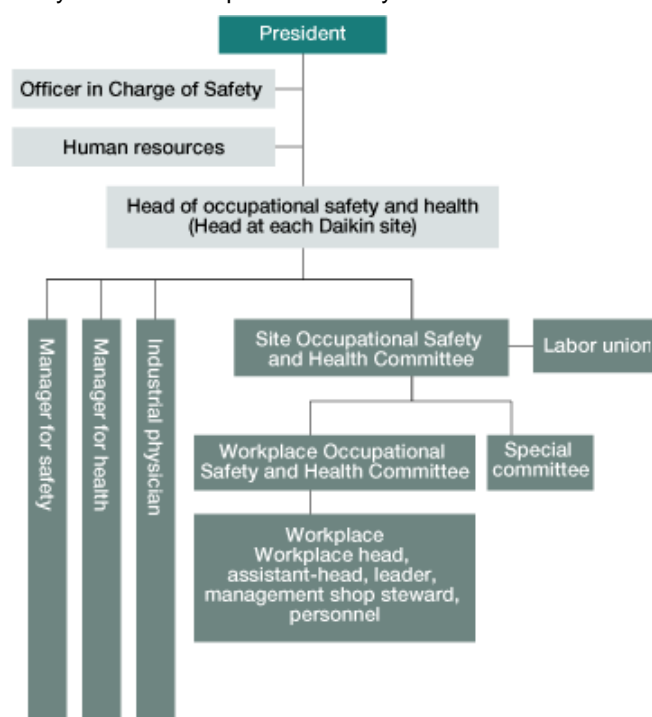 President
Officer in Charge of Safety
Human resources
Head of occupational safety and health
(Head at each Daikin site)
Manager for safety
Manager for health
Industrial physician
Site Occupational Safety
and Health Committee
Labor union
Workplace Occupational
Safety and Health Committee
Special
committee
Workplace
Workplace head,
assistant-head, leader,
management shop steward,
personnel